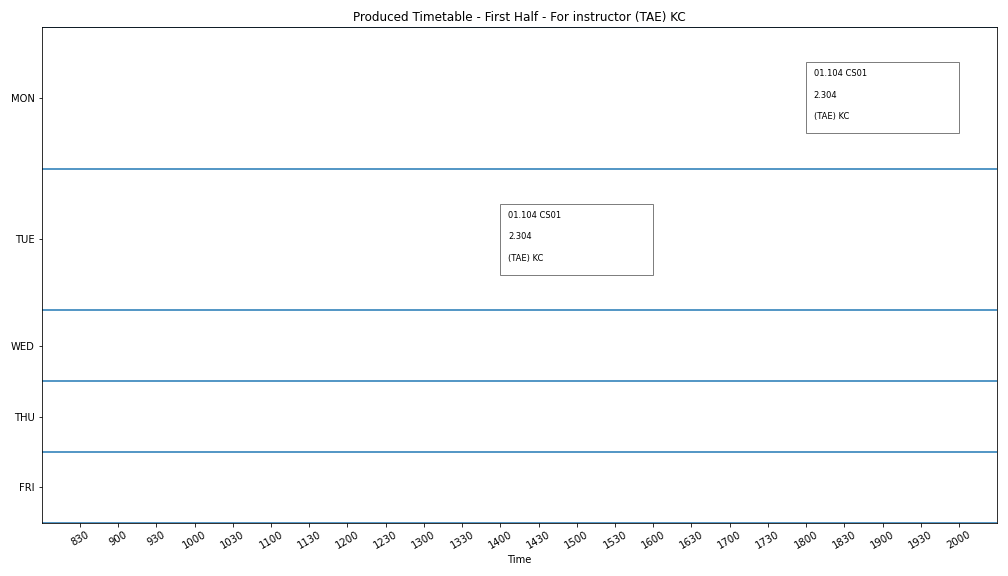 Produced Timetable - First Half - For instructor (TAE) KC
MON
01.104 CS01
2.304
(TAE) KC
TUE
01.104 CS01
2.304
(TAE) KC
WED
THU
FRI
830 900 930 1000 1030 1100 1130 1200 1230 1300 1330 1400 1430 1500 1530 1600 1630 1700 1730 1800 1830 1900 1930 2000
Time